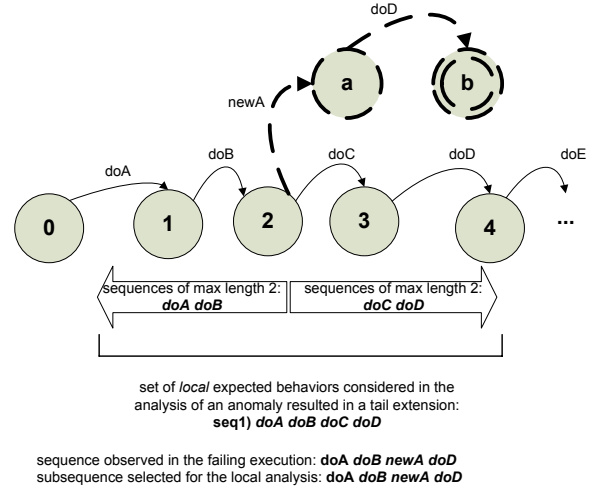 doD
a
b
newA
doA
doB
doC
doD
doE
0
1
2
3
4
...
sequences of max length 2:
doA doB
sequences of max length 2:
doC doD
set of local expected behaviors considered in the
analysis of an anomaly resulted in a tail extension:
seq1) doA doB doC doD
sequence observed in the failing execution: doA doB newA doD
subsequence selected for the local analysis: doA doB newA doD